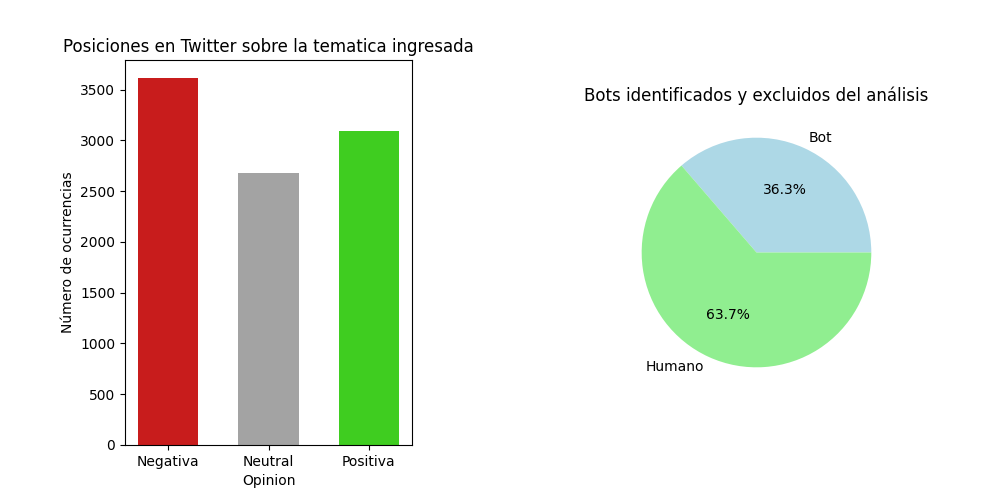 Posiciones en Twitter sobre la tematica ingresada
Número de ocurrencias
3500
3000
2500
2000
1500
1000
500
0
Negativa
Neutral
Positiva
Opinion
Bots identificados y excluidos del análisis
Bot
36.3%
63.7%
Humano